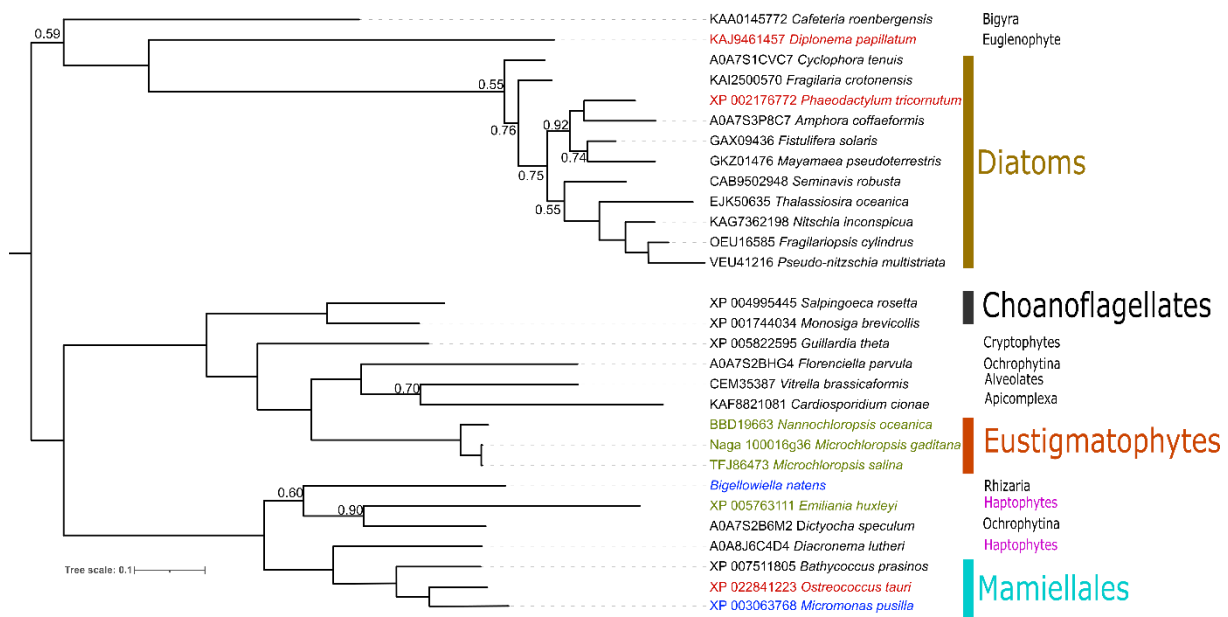 0.59
KAA0145772 Cafeteria roenbergensis Bigyra
KAJ9461457 Diplonema papillatum Euglenophyte
A0A7S1CVC7 Cyclophora tenuis
0.55
KAI2500570 Fragilaria crotonensis
XP 002176772 Phaeodactylum tricornutum
0.92
0.76
A0A7S3P8C7 Amphora coffaeformis
GAX09436 Fistulifera solaris
0.74
GKZ01476 Mayamaea pseudoterrestris
Diatoms
0.75
CAB9502948 Seminavis robusta
EJK50635 Thalassiosira oceanica
0.55
KAG7362198 Nitschia inconspicua
OEU16585 Fragilariopsis cylindrus
VEU41216 Pseudo-nitzschia multistriata
XP 004995445 Salpingoeca rosetta
Choanoflagellates
XP 001744034 Monosiga brevicollis
XP 005822595 Guillardia theta Cryptophytes
A0A7S2BHG4 Florenciella parvula Ochrophytina
0.70
CEM35387 Vitrella brassicaformis Alveolates
KAF8821081 Cardiosporidium cionae Apicomplexa
BBD19663 Nannochloropsis oceanica
Naga 100016g36 Microchloropsis gaditana
Eustigmatophytes
TFJ86473 Microchloropsis salina
Bigellowiella natens Rhizaria
0.60
XP 005763111 Emiliania huxleyi Haptophytes
0.90
A0A7S2B6M2 Dictyocha speculum Ochrophytina
A0A8J6C4D4 Diacronema lutheri Haptophytes
XP 007511805 Bathycoccus prasinos
Tree scale: 0.1
XP 022841223 Ostreococcus tauri
Mamiellales
XP 003063768 Micromonas pusilla